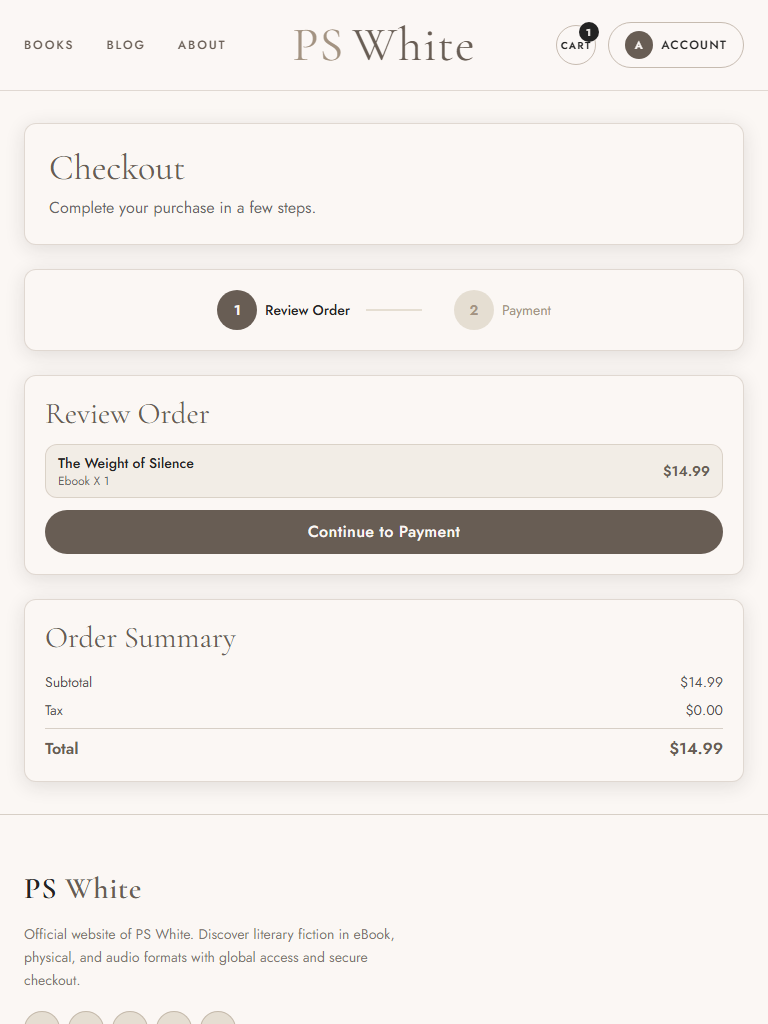 BOOKS BLOG ABOUT PS White CART 1 A ACCOUNT
Checkout
Complete your purchase in a few steps.
1 Review Order 2 Payment
Review Order
The Weight of Silence
Ebook X 1
$14.99
Continue to Payment
Order Summary
Subtotal $14.99
Tax $0.00
Total $14.99
PS White
Official website of PS White. Discover literary fiction in eBook,
physical, and audio formats with global access and secure
checkout.